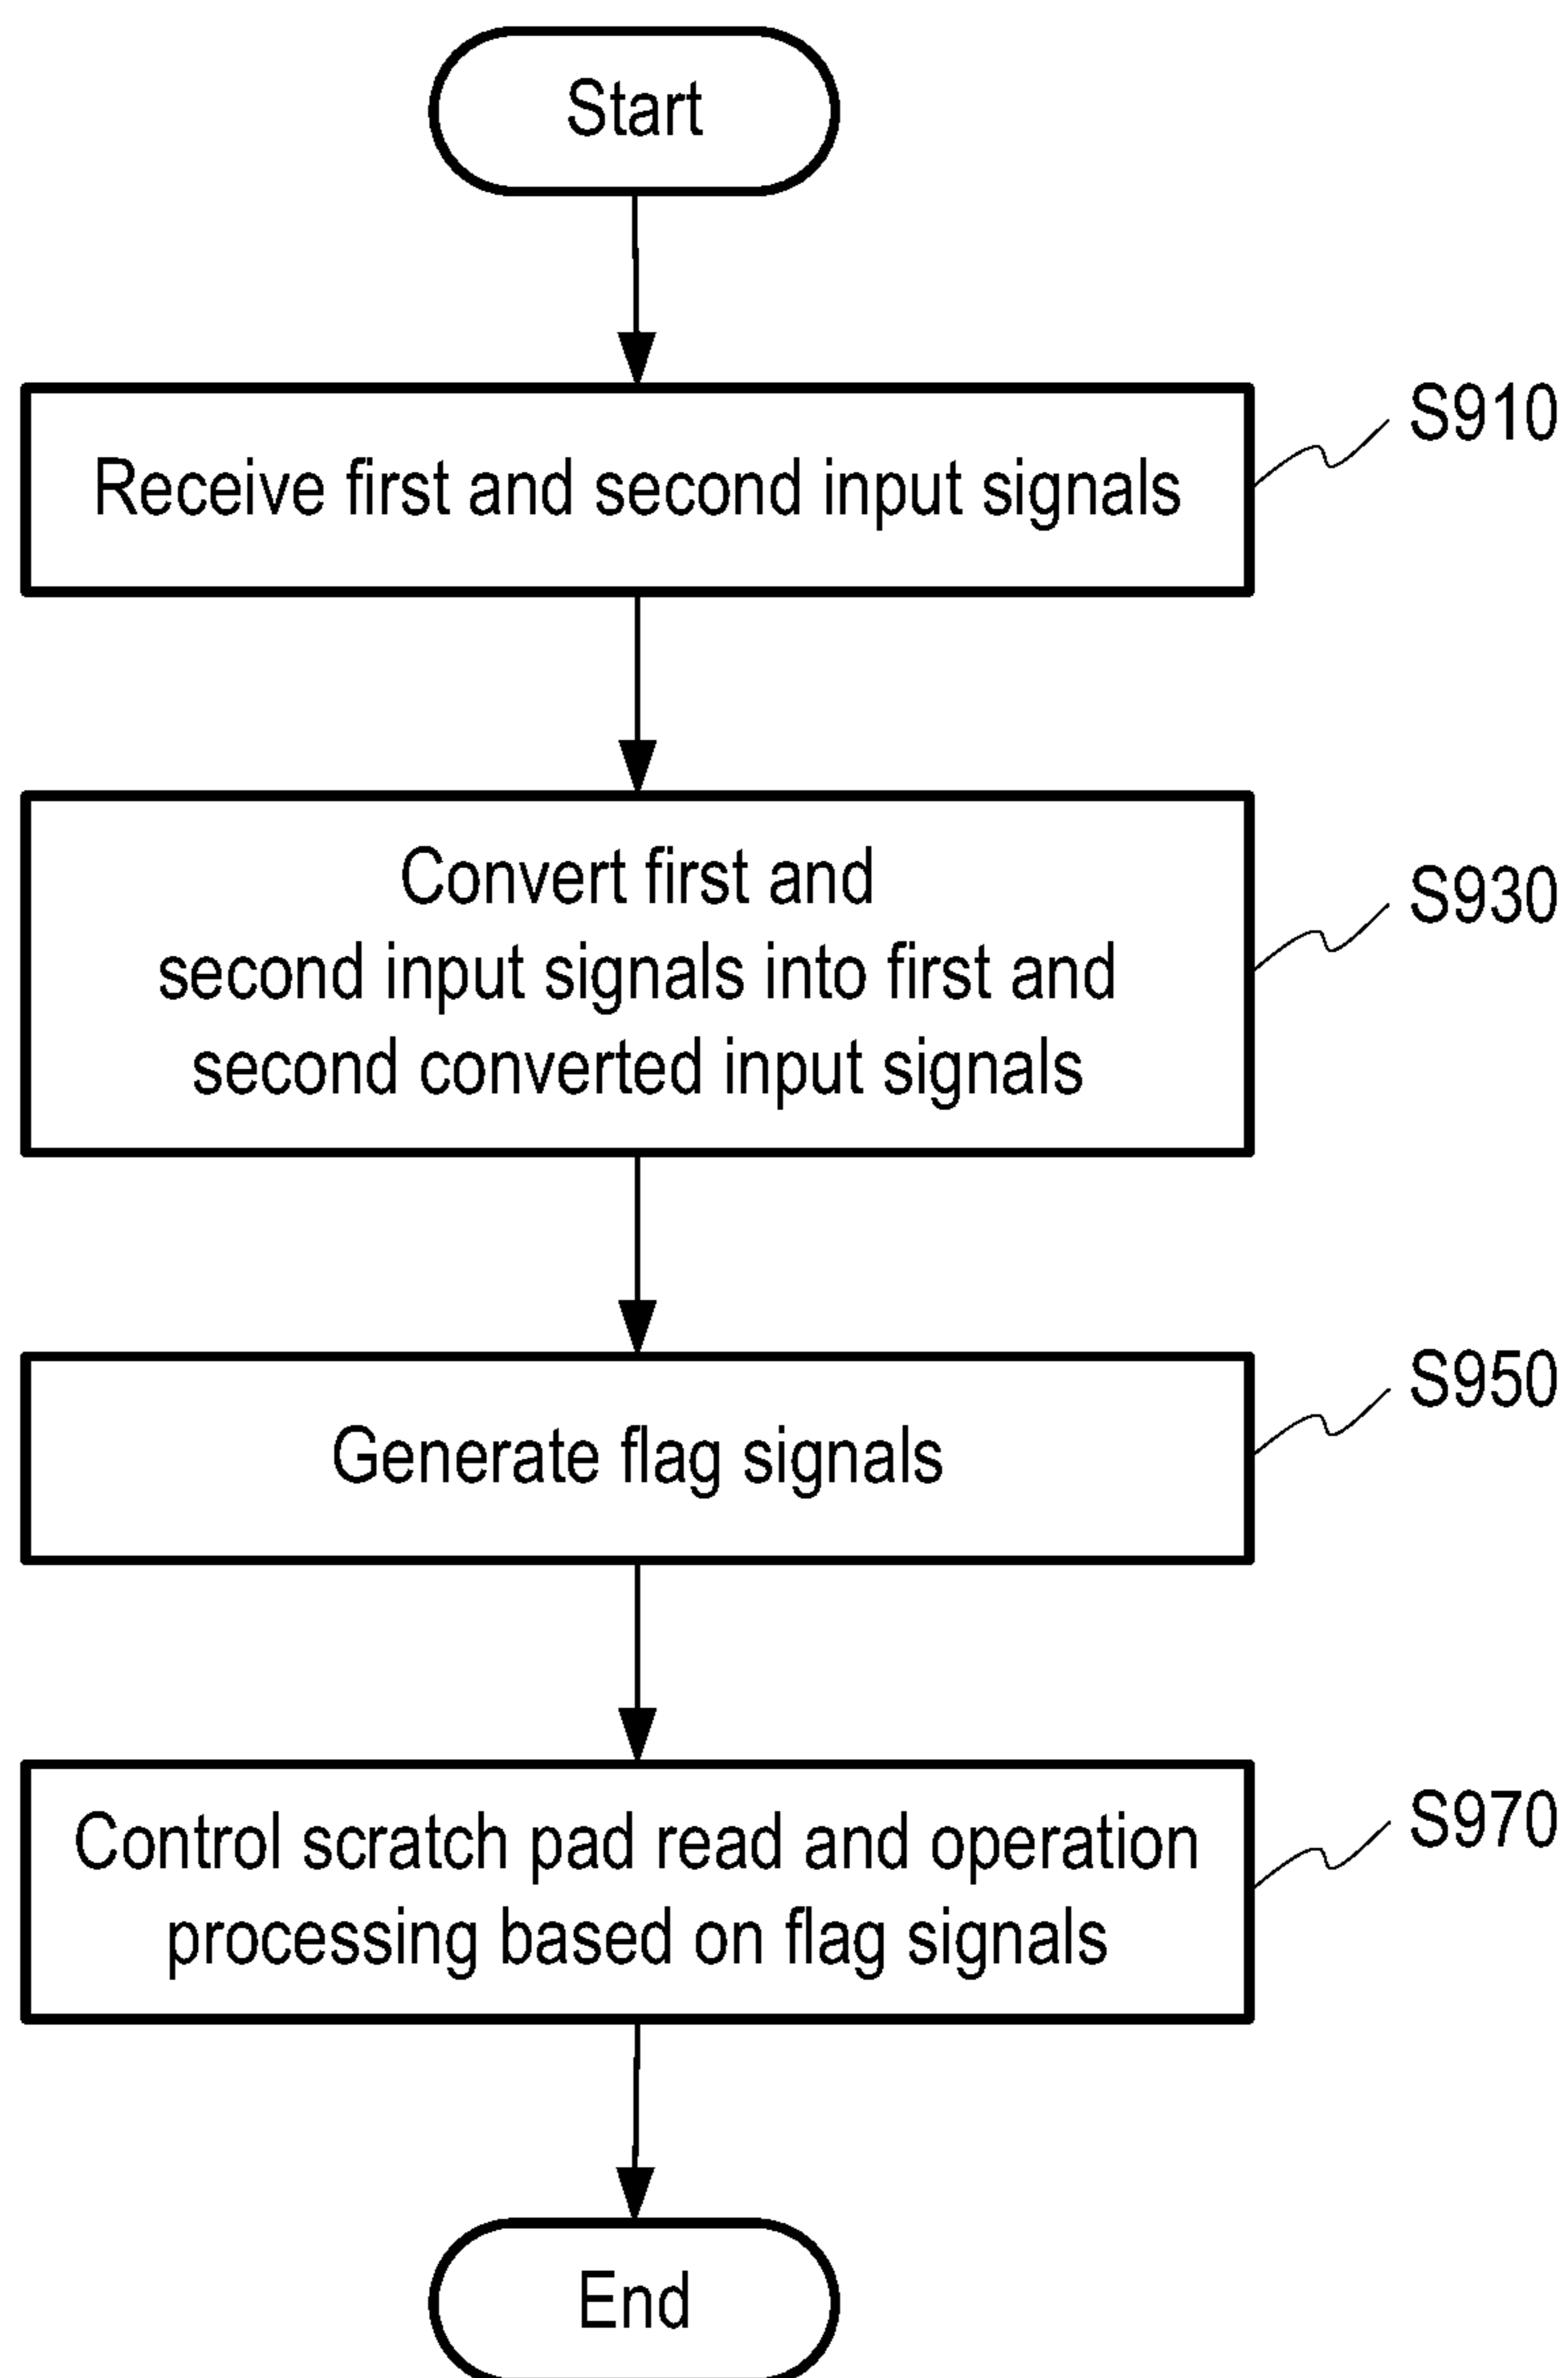 Start
Receive first and second input signals
S910
Convert first and
second input signals into first and
second converted input signals
S930
Generate flag signals
S950
Control scratch pad read and operation
processing based on flag signals
S970
End